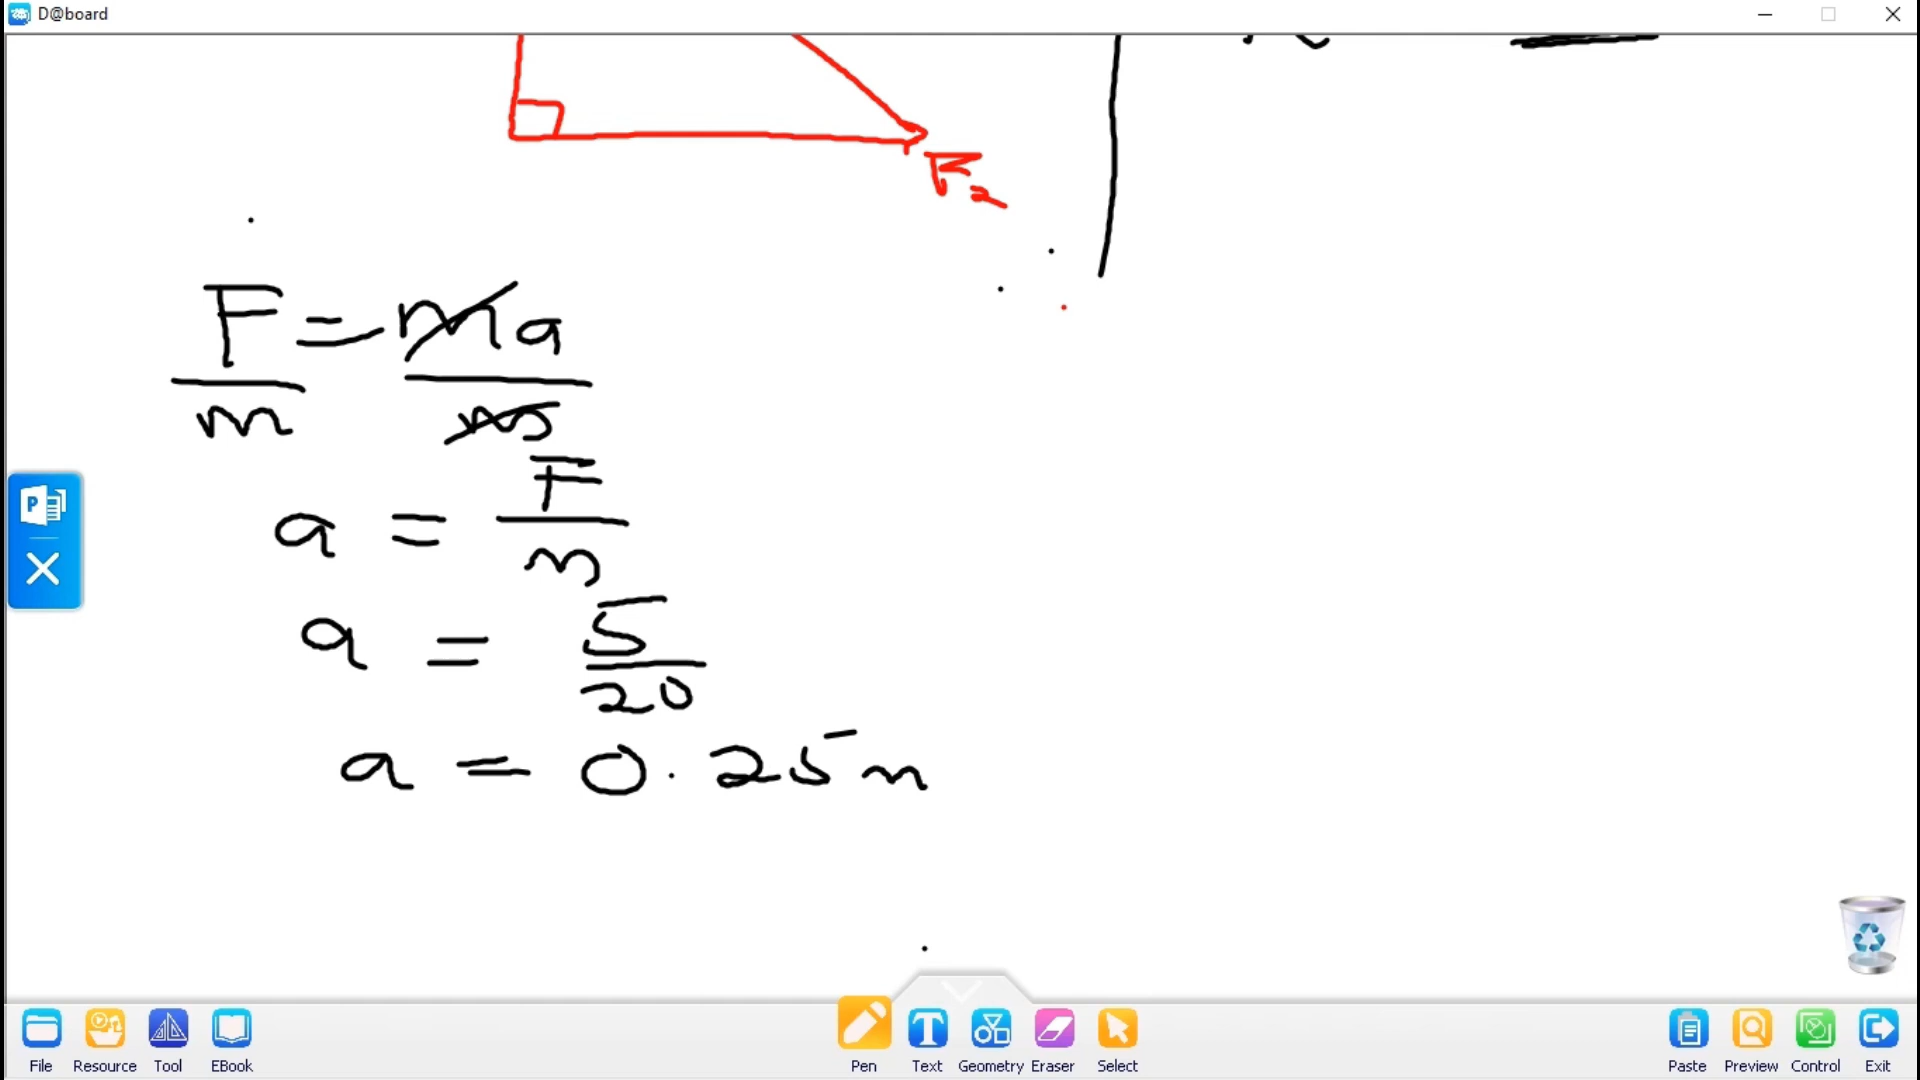 D@board
F₂
F = ma
m m
a = F
m
a = 5
20
a = 0.25m
File Resource Tool EBook Pen Text Geometry Eraser Select Paste Preview Control Exit